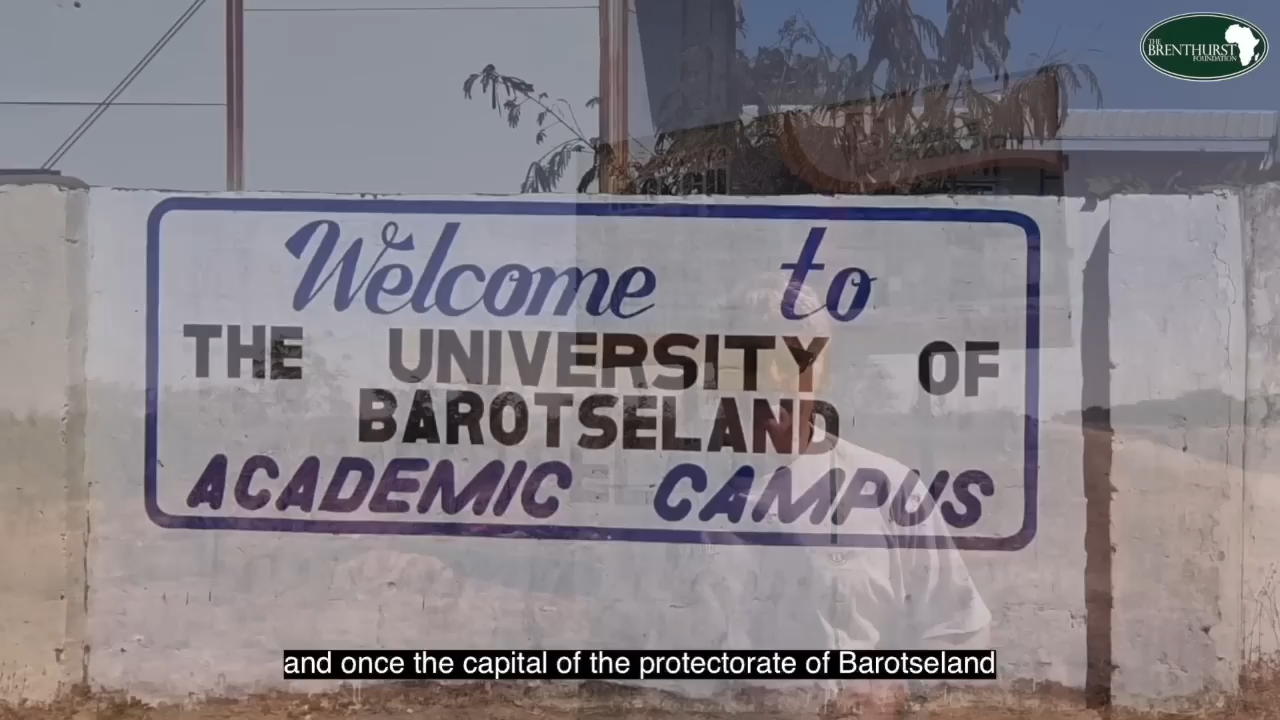 THE
BRENTHURST
FOUNDATION
Welcome to
THE UNIVERSITY OF
BAROTSELAND
ACADEMIC CAMPUS
and once the capital of the protectorate of Barotseland